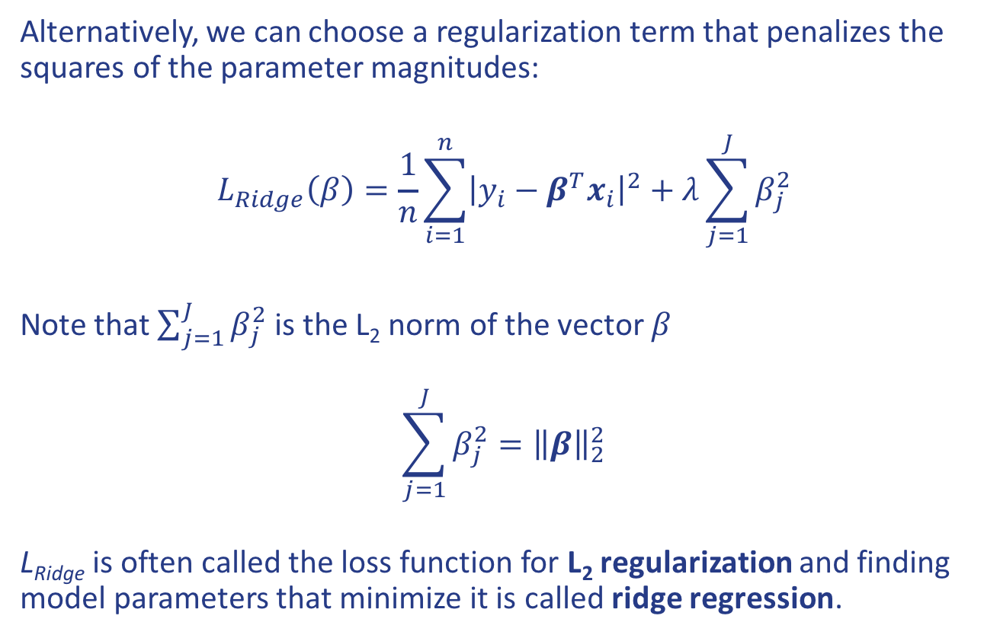 Alternatively, we can choose a regularization term that penalizes the
squares of the parameter magnitudes:
$L_{Ridge}(\beta) = \frac{1}{n} \sum_{i=1}^{n} |y_i - \boldsymbol{\beta}^T \boldsymbol{x}_i|^2 + \lambda \sum_{j=1}^{J} \beta_j^2$
Note that $\sum_{j=1}^{J} \beta_j^2$ is the L$_2$ norm of the vector $\beta$
$\sum_{j=1}^{J} \beta_j^2 = \|\boldsymbol{\beta}\|_2^2$
$L_{Ridge}$ is often called the loss function for L$_2$ regularization and finding
model parameters that minimize it is called ridge regression.